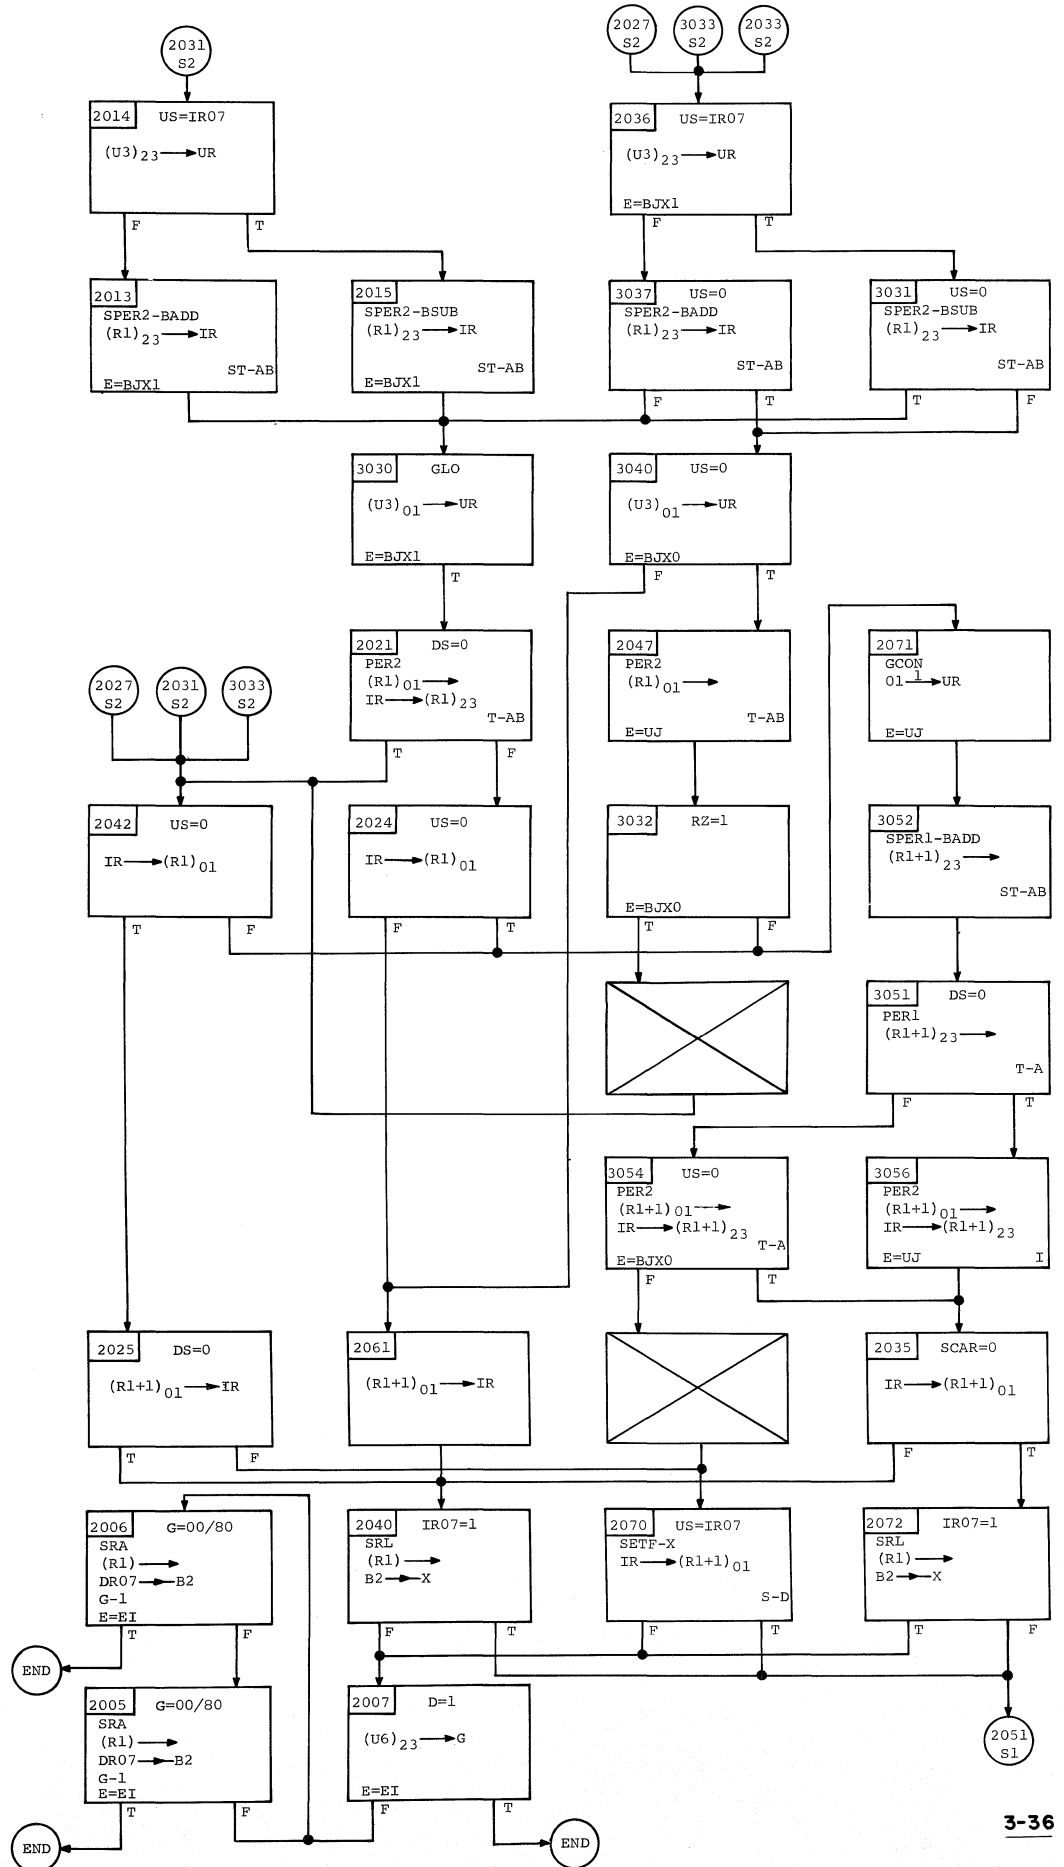 2031
S2
2027
S2
3033
S2
2033
S2
2014 US=IR07
(U3)23→UR
F T
2036 US=IR07
(U3)23→UR
E=BJX1
F T
2013
SPER2-BADD
(R1)23→IR
ST-AB
E=BJX1
2015
SPER2-BSUB
(R1)23→IR
ST-AB
E=BJX1
3037 US=0
SPER2-BADD
(R1)23→IR
ST-AB
F T
3031 US=0
SPER2-BSUB
(R1)23→IR
ST-AB
T F
3030 GLO
(U3)01→UR
E=BJX1
T
3040 US=0
(U3)01→UR
E=BJX0
F T
2027
S2
2031
S2
3033
S2
2021 DS=0
PER2
(R1)01→
IR→(R1)23
T-AB
T F
2047
PER2
(R1)01→
T-AB
E=UJ
2071
GCON
01 1→UR
E=UJ
2042 US=0
IR→(R1)01
T F
2024 US=0
IR→(R1)01
F T
3032 RZ=1
E=BJX0
T F
3052
SPER1-BADD
(R1+1)23→
ST-AB
3051 DS=0
PER1
(R1+1)23→
T-A
F T
3054 US=0
PER2
(R1+1)01→
IR→(R1+1)23
T-A
E=BJX0
F T
3056
PER2
(R1+1)01→
IR→(R1+1)23
E=UJ I
2025 DS=0
(R1+1)01→IR
T F
2061
(R1+1)01→IR
2035 SCAR=0
IR→(R1+1)01
F T
2006 G=00/80
SRA
(R1)→
DR07→B2
G-1
E=EI
T F
2040 IR07=1
SRL
(R1)→
B2→X
F T
2070 US=IR07
SETF-X
IR→(R1+1)01
S-D
F T
2072 IR07=1
SRL
(R1)→
B2→X
T F
END
2005 G=00/80
SRA
(R1)→
DR07→B2
G-1
E=EI
T F
2007 D=1
(U6)23→G
E=EI
F T
2051
S1
END
END
3-36